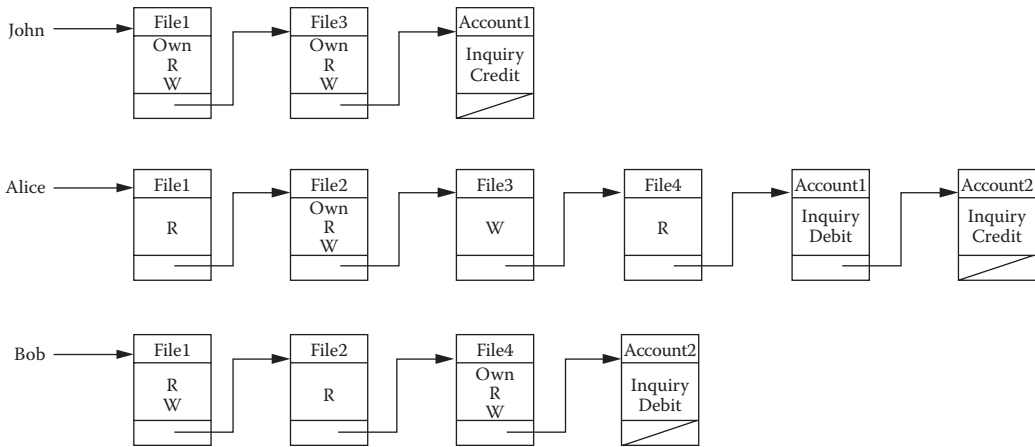 John
File1
Own
R
W
File3
Own
R
W
Account1
Inquiry
Credit
Alice
File1
R
File2
Own
R
W
File3
W
File4
R
Account1
Inquiry
Debit
Account2
Inquiry
Credit
Bob
File1
R
W
File2
R
File4
Own
R
W
Account2
Inquiry
Debit